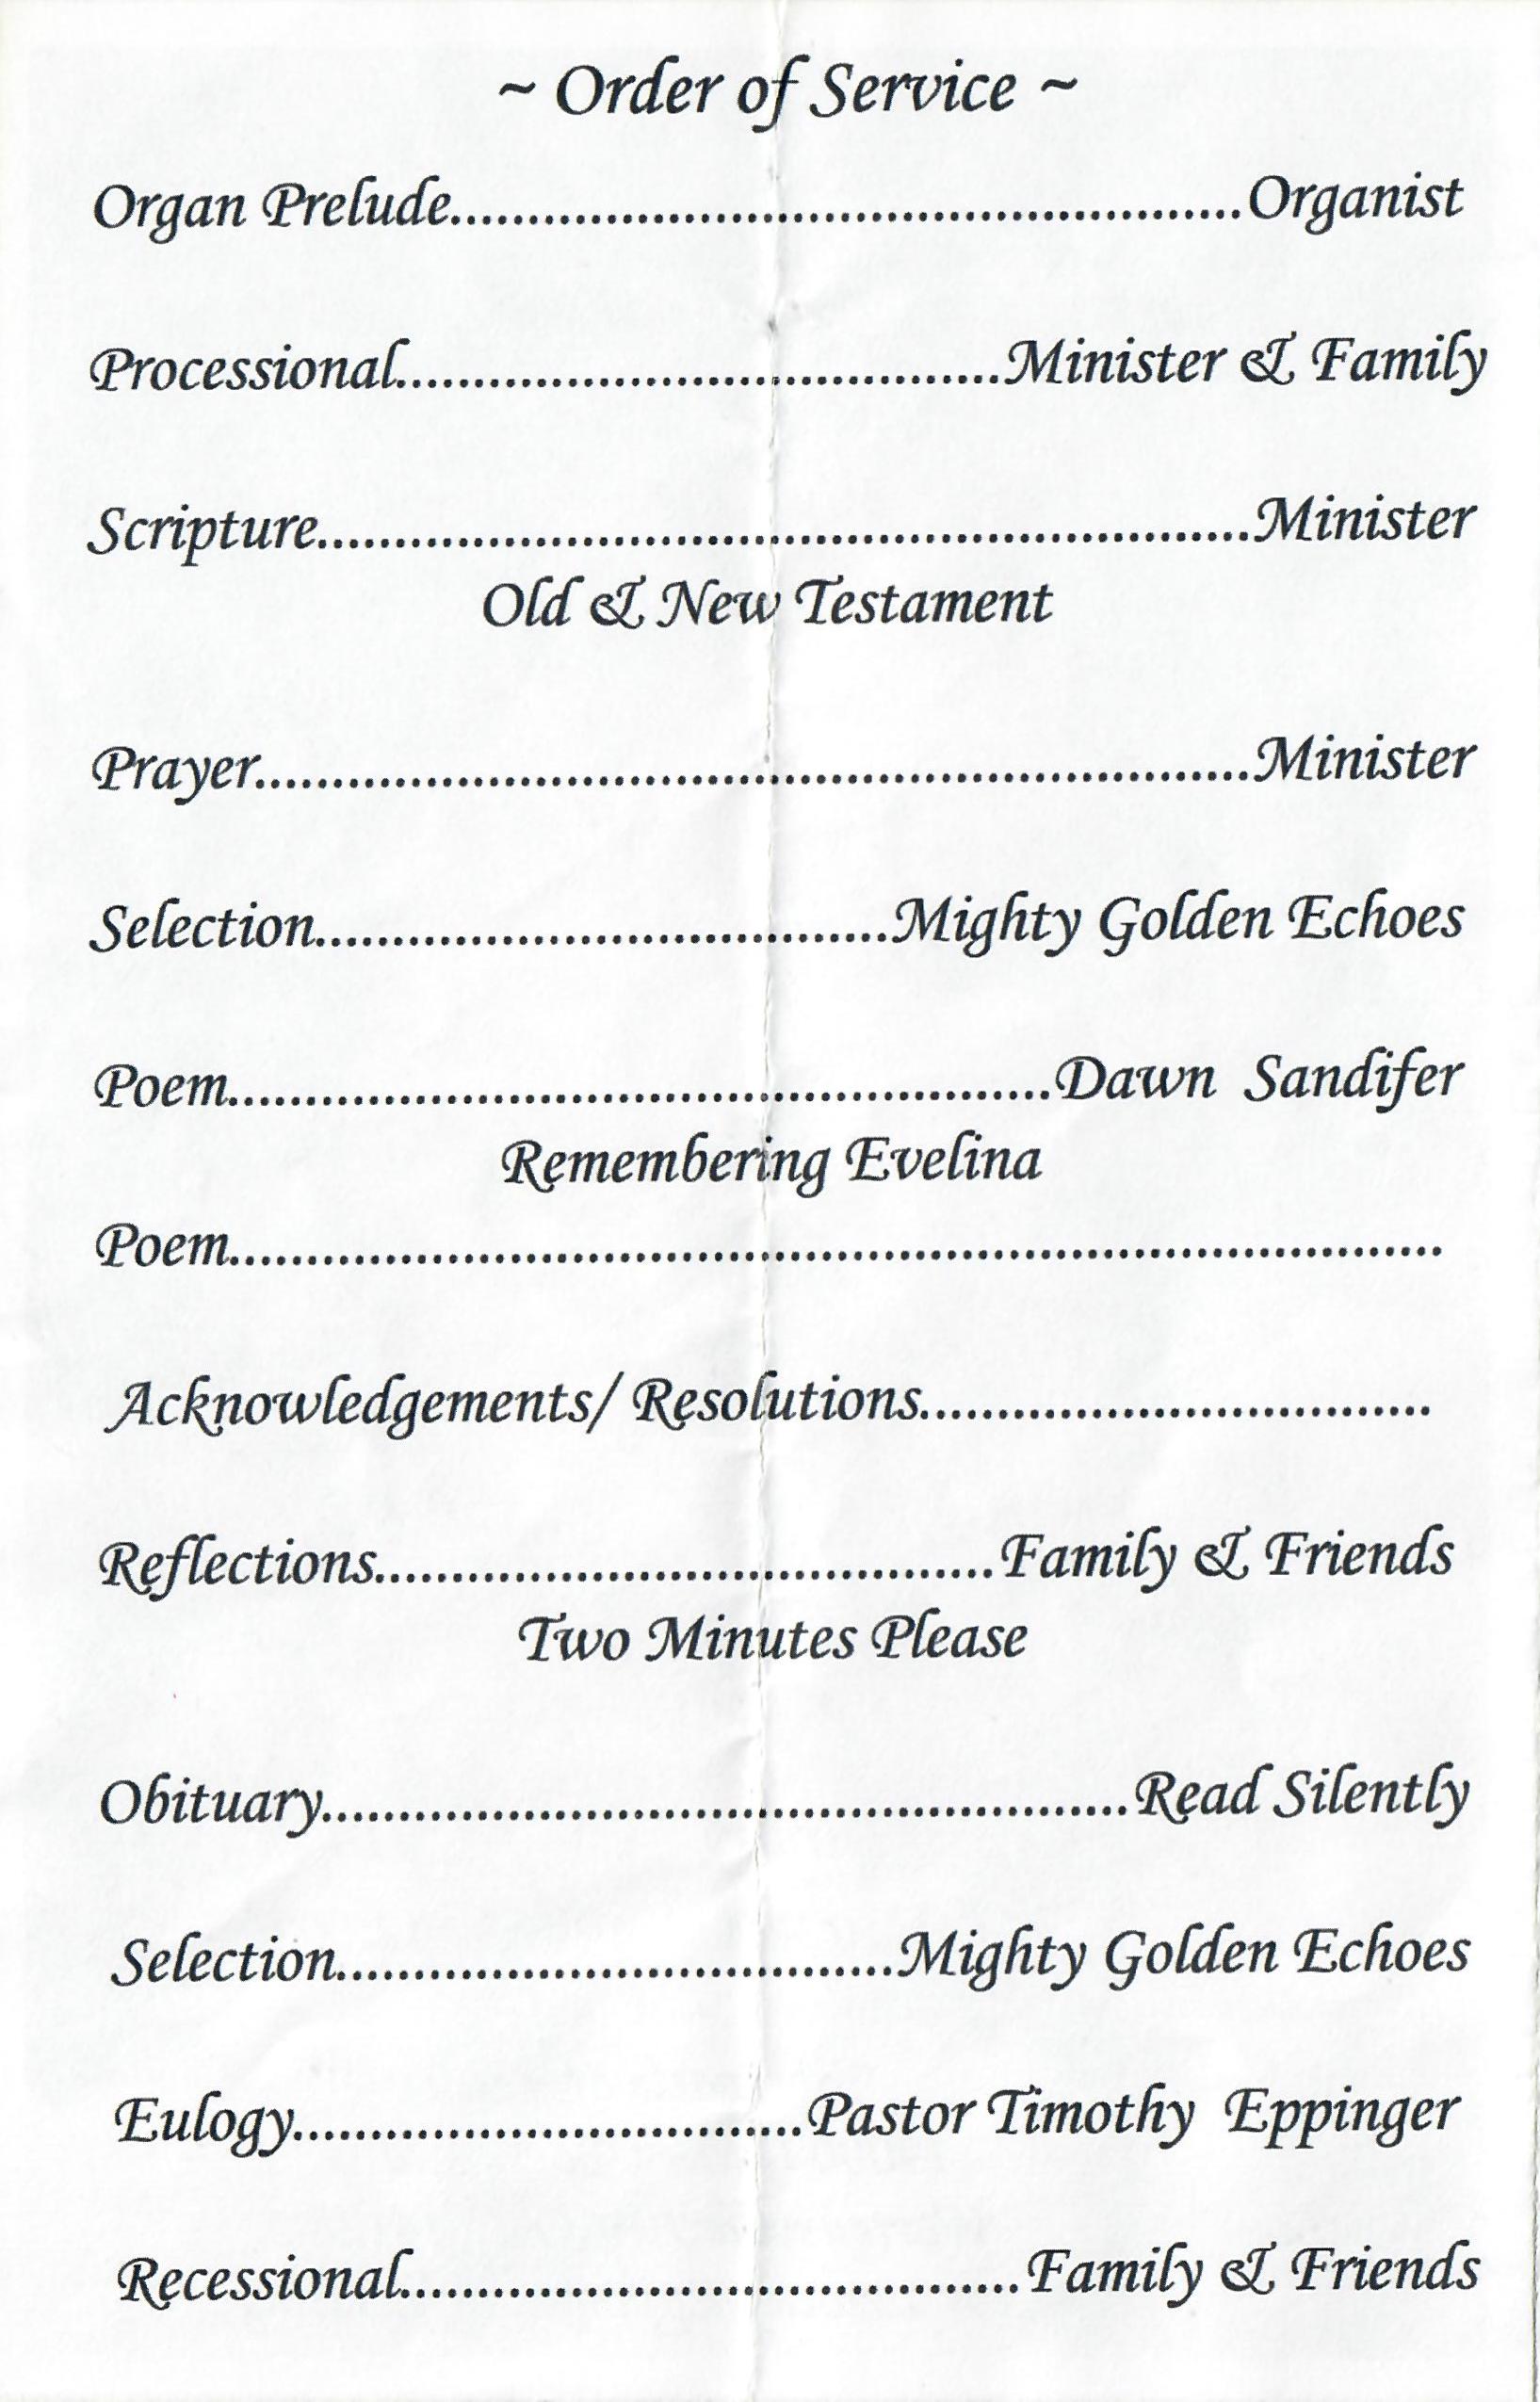 ~ Order of Service ~
Organ Prelude...................................................Organist
Processional.......................................Minister & Family
Scripture............................................................Minister
Old & New Testament
Prayer................................................................Minister
Selection.....................................Mighty Golden Echoes
Poem.....................................................Dawn Sandifer
Remembering Evelina
Poem..............................................................................
Acknowledgements/ Resolutions.................................
Reflections........................................Family & Friends
Two Minutes Please
Obituary....................................................Read Silently
Selection....................................Mighty Golden Echoes
Eulogy.................................Pastor Timothy Eppinger
Recessional........................................Family & Friends